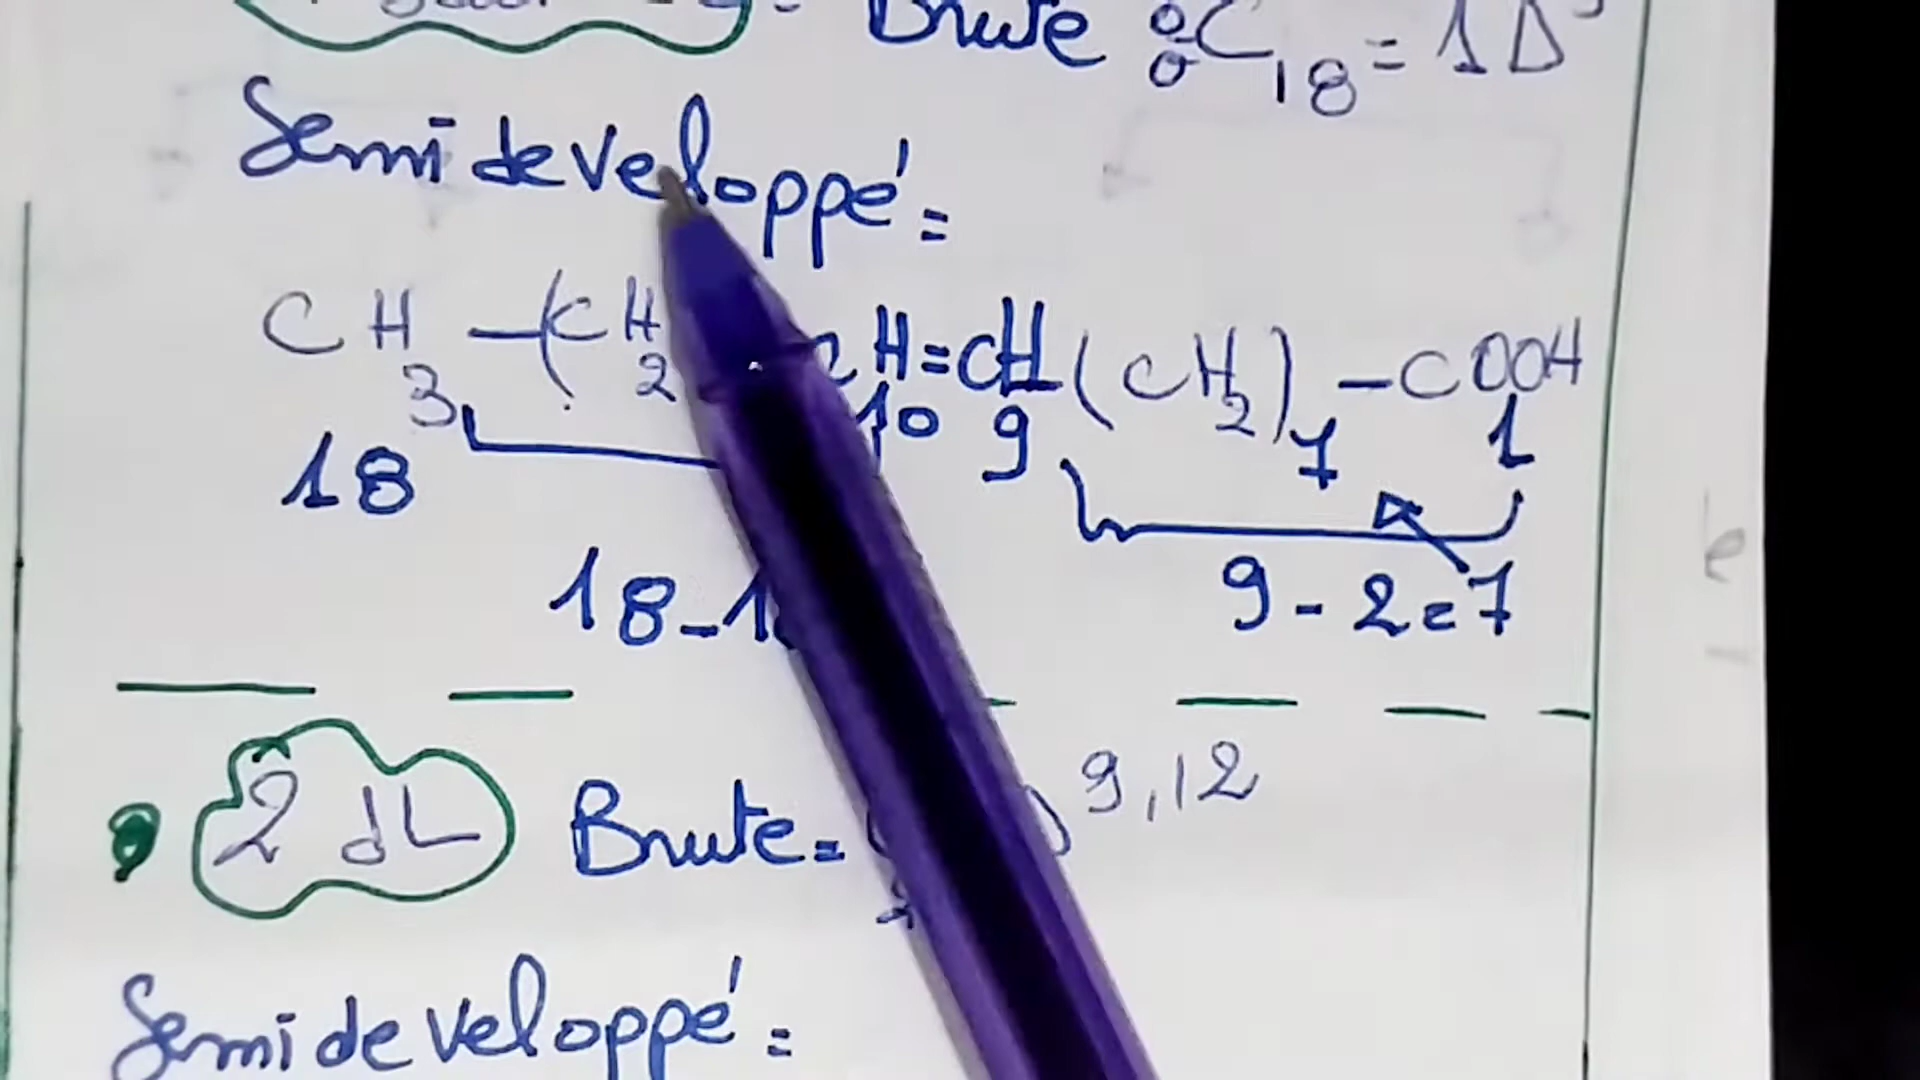 Brute : C18 = 1Δ
Semi developpé =
CH3 – (CH2 CH=CH (CH2)7 – COOH
18 10 9 1
18 - 1 9 - 2 = 7
2 dL Brute = 9,12
Semi developpé =